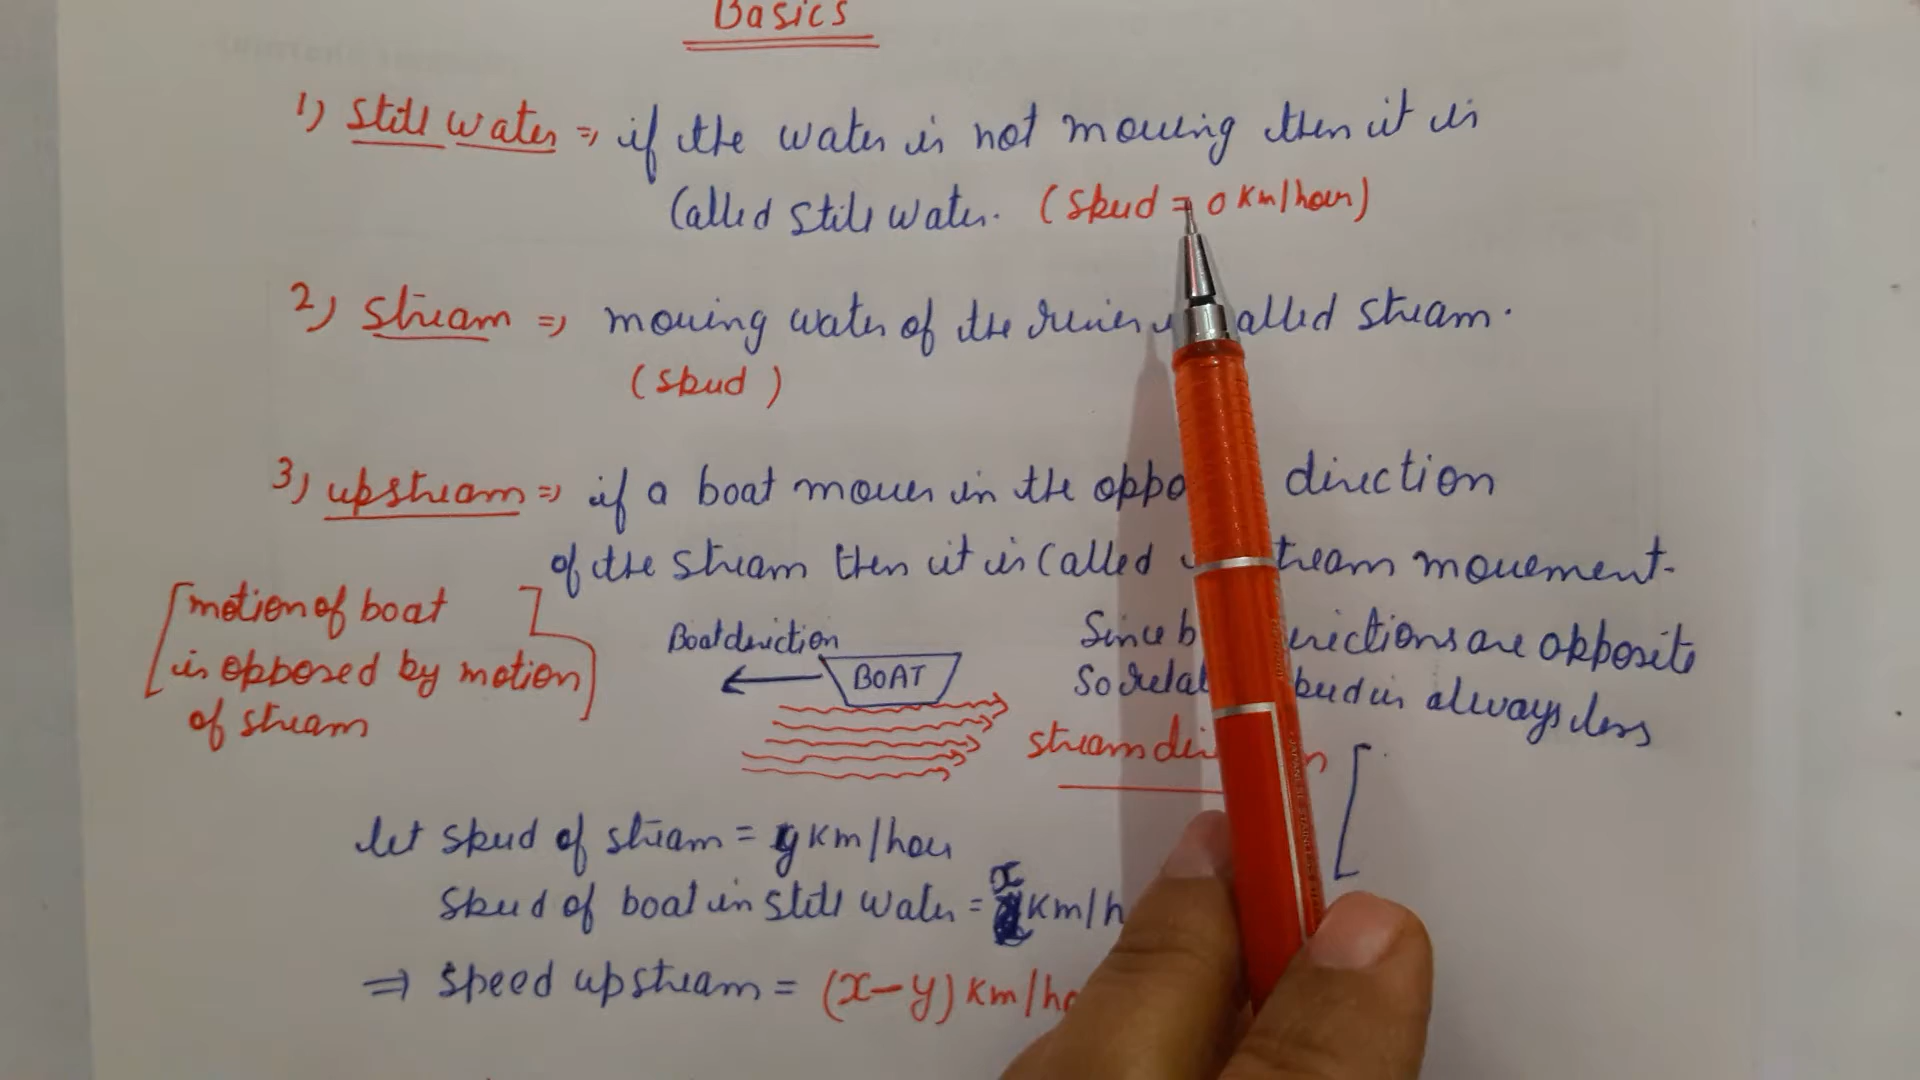 Basics
1) Still water => if the water is not moving then it is
Called Still water. (Speed = 0 Km/hour)
2) Stream => moving water of the river called stream.
(Speed)
3) upstream => if a boat moves in the direction
of the stream then it is Called movement.
[motion of boat
is opposed by motion]
of stream
Boat direction
BOAT
Since are opposite
So is always less
stream
let speed of stream = y Km/hour
Speed of boat in still water = x Km/h
=> Speed upstream = (x-y) Km/ho